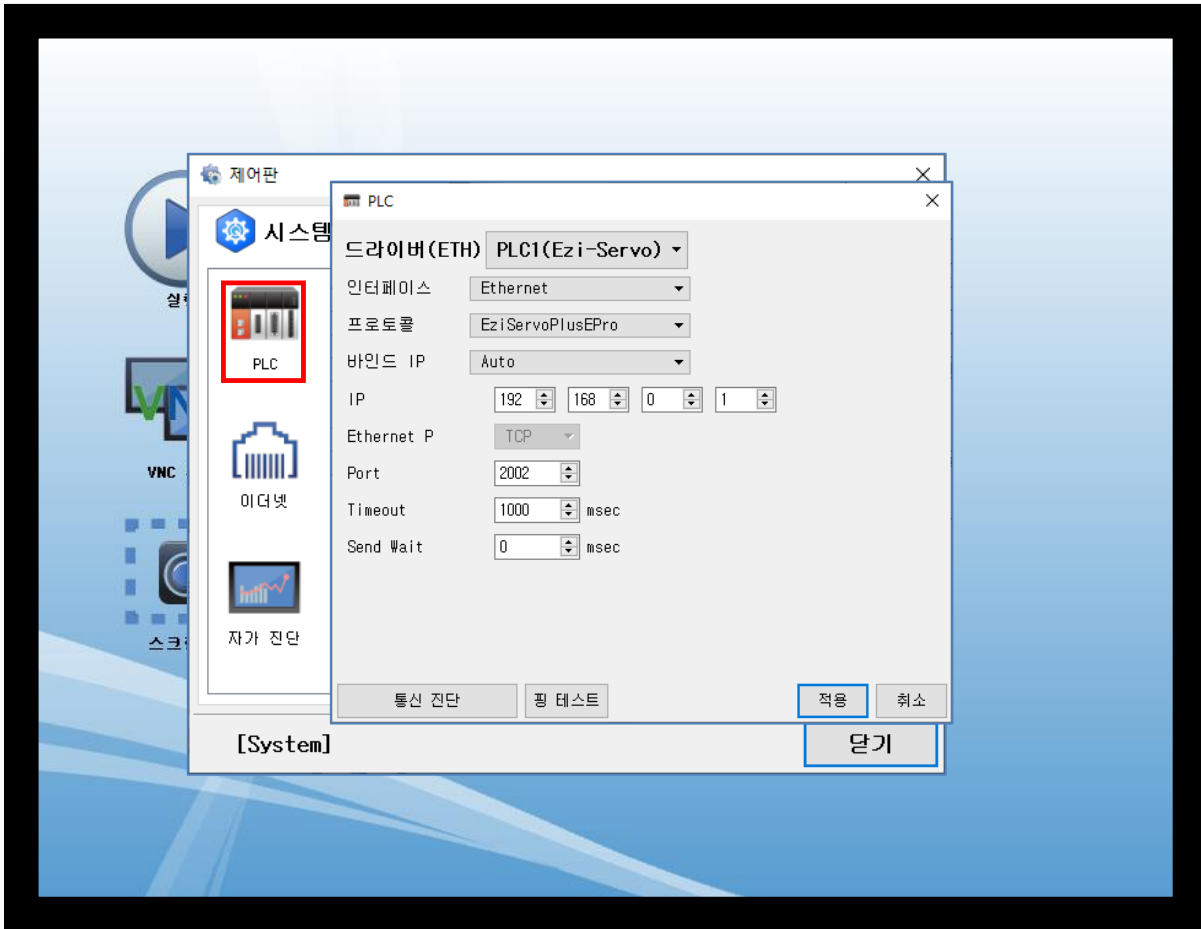 제어판
시스템
PLC
드라이버(ETH) PLC1(Ezi-Servo)
인터페이스 Ethernet
프로토콜 EziServoPlusEPro
바인드 IP Auto
IP 192 168 0 1
Ethernet P TCP
Port 2002
Timeout 1000 msec
Send Wait 0 msec
통신 진단 핑 테스트 적용 취소
PLC
이더넷
자가 진단
VNC
[System] 닫기